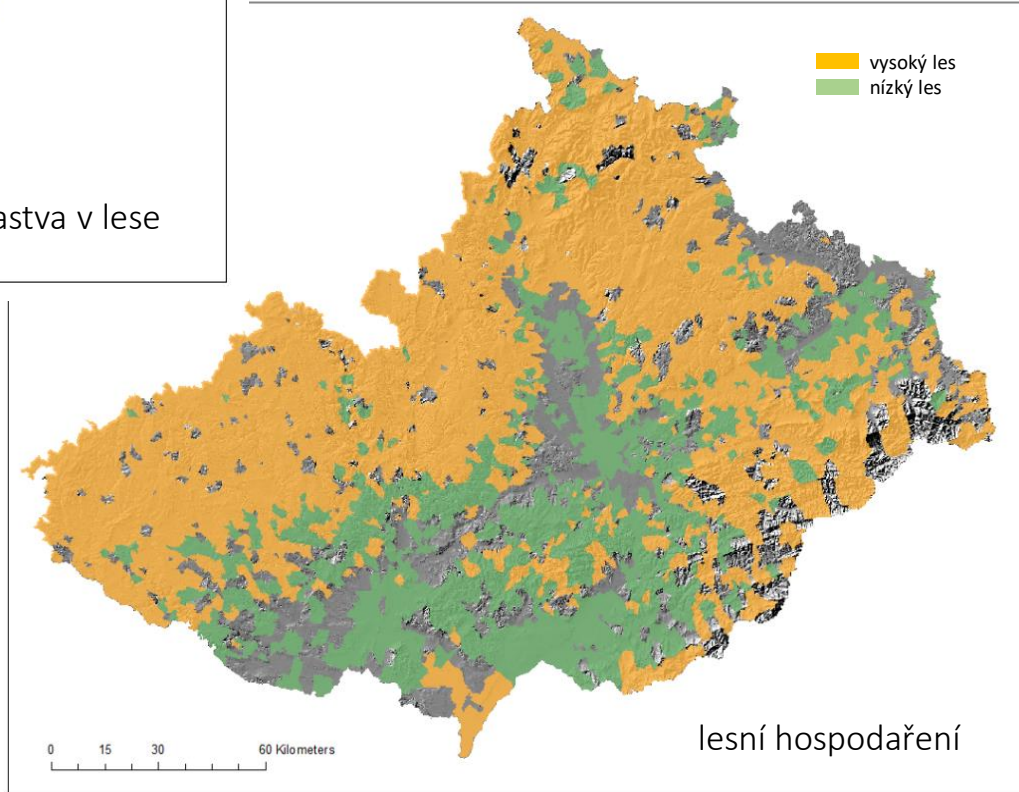 vysoký les
nízký les
astva v lese
0 15 30 60 Kilometers
lesní hospodaření